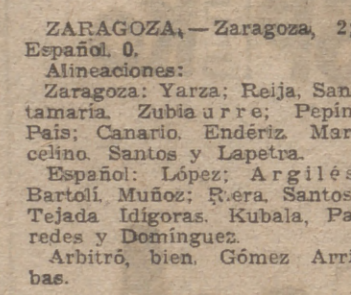 ZARAGOZA, — Zaragoza, 2;
Español, 0.
Alineaciones:
Zaragoza: Yarza; Reija, San
tamaría, Zubiaurre; Pepín
Pais; Canario, Endériz, Mar
celino, Santos y Lapetra.
Español: López; Argilés
Bartolí, Muñoz; Riera, Santos
Tejada Idígoras, Kubala, Pa
redes y Domínguez.
Arbitró, bien, Gómez Arri
bas.